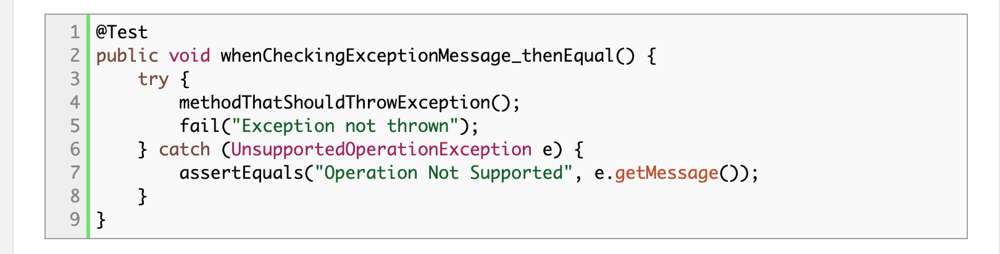 1 @Test
2 public void whenCheckingExceptionMessage_thenEqual() {
3     try {
4         methodThatShouldThrowException();
5         fail("Exception not thrown");
6     } catch (UnsupportedOperationException e) {
7         assertEquals("Operation Not Supported", e.getMessage());
8     }
9 }